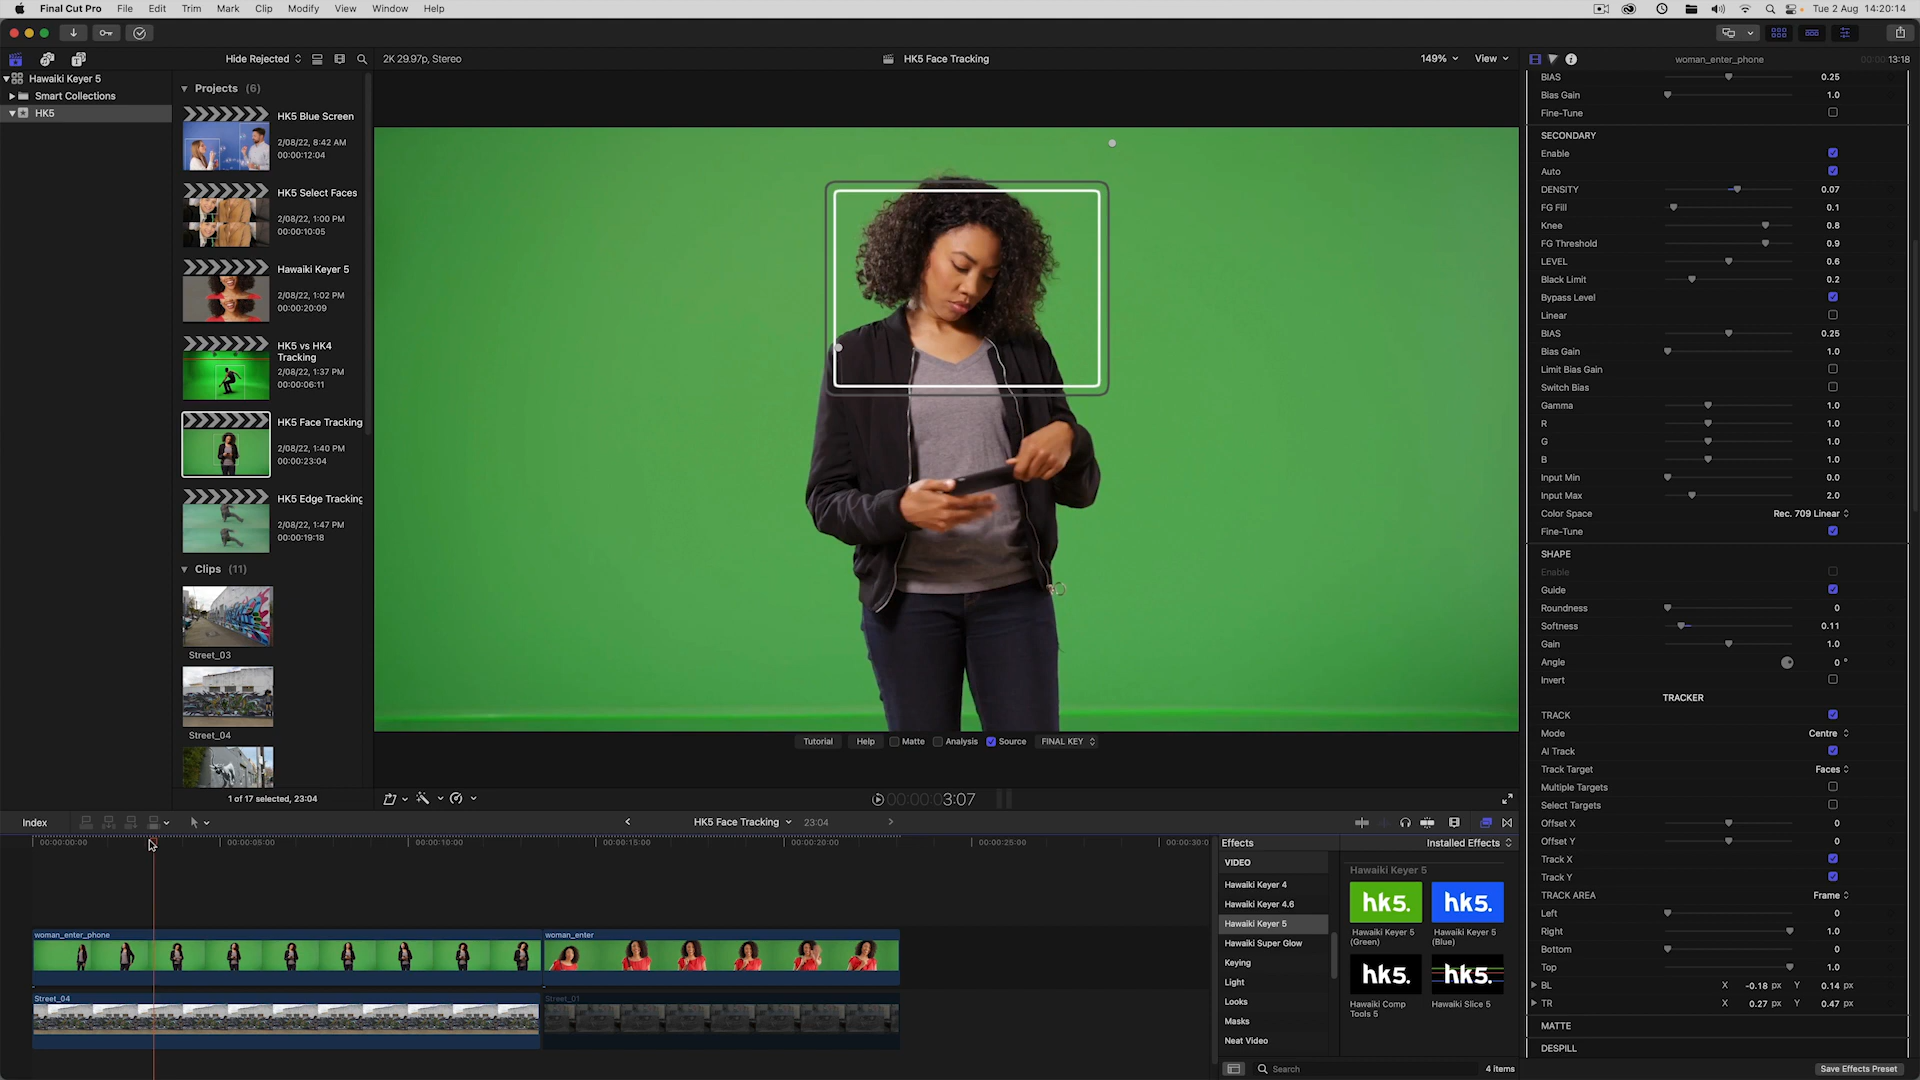 Final Cut Pro File Edit Trim Mark Clip Modify View Window Help Tue 2 Aug 14:20:14
Hide Rejected 2K 29.97p, Stereo HK5 Face Tracking 149% View woman_enter_phone 00:00:13:18
Hawaiki Keyer 5
Smart Collections
HK5
Projects (6)
HK5 Blue Screen
2/08/22, 8:42 AM
00:00:12:04
HK5 Select Faces
2/08/22, 1:00 PM
00:00:10:05
Hawaiki Keyer 5
2/08/22, 1:02 PM
00:00:20:09
HK5 vs HK4
Tracking
2/08/22, 1:37 PM
00:00:06:11
HK5 Face Tracking
2/08/22, 1:40 PM
00:00:23:04
HK5 Edge Tracking
2/08/22, 1:47 PM
00:00:19:18
Clips (11)
Street_03
Street_04
1 of 17 selected, 23:04
Tutorial Help Matte Analysis Source FINAL KEY
00:00:00:03:07
BIAS 0.25
Bias Gain 1.0
Fine-Tune
SECONDARY
Enable
Auto
DENSITY 0.07
FG Fill 0.1
Knee 0.8
FG Threshold 0.9
LEVEL 0.6
Black Limit 0.2
Bypass Level
Linear
BIAS 0.25
Bias Gain 1.0
Limit Bias Gain
Switch Bias
Gamma 1.0
R 1.0
G 1.0
B 1.0
Input Min 0.0
Input Max 2.0
Color Space Rec. 709 Linear
Fine-Tune
SHAPE
Enable
Guide
Roundness 0
Softness 0.11
Gain 1.0
Angle 0 °
Invert
TRACKER
TRACK
Mode Centre
AI Track
Track Target Faces
Multiple Targets
Select Targets
Offset X 0
Offset Y 0
Track X
Track Y
TRACK AREA Frame
Left 0
Right 1.0
Bottom 0
Top 1.0
BL X -0.18 px Y 0.14 px
TR X 0.27 px Y 0.47 px
MATTE
DESPILL
Save Effects Preset
Index HK5 Face Tracking 23:04
00:00:00:00 00:00:05:00 00:00:10:00 00:00:15:00 00:00:20:00 00:00:25:00 00:00:30:0
woman_enter_phone woman_enter
Street_04 Street_01
Effects Installed Effects
VIDEO
Hawaiki Keyer 4
Hawaiki Keyer 4.6
Hawaiki Keyer 5
Hawaiki Super Glow
Keying
Light
Looks
Masks
Neat Video
Hawaiki Keyer 5
hk5. hk5.
Hawaiki Keyer 5 (Green)
Hawaiki Keyer 5 (Blue)
hk5. hk5.
Hawaiki Comp Tools 5
Hawaiki Slice 5
Search 4 items